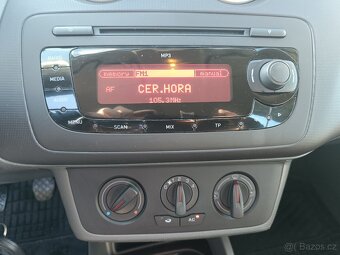 MP3
MEDIA
memory FM1 manual
AF CER.HORA
105.3MHz
MENU SCAN MIX TP
AC
bazos.cz